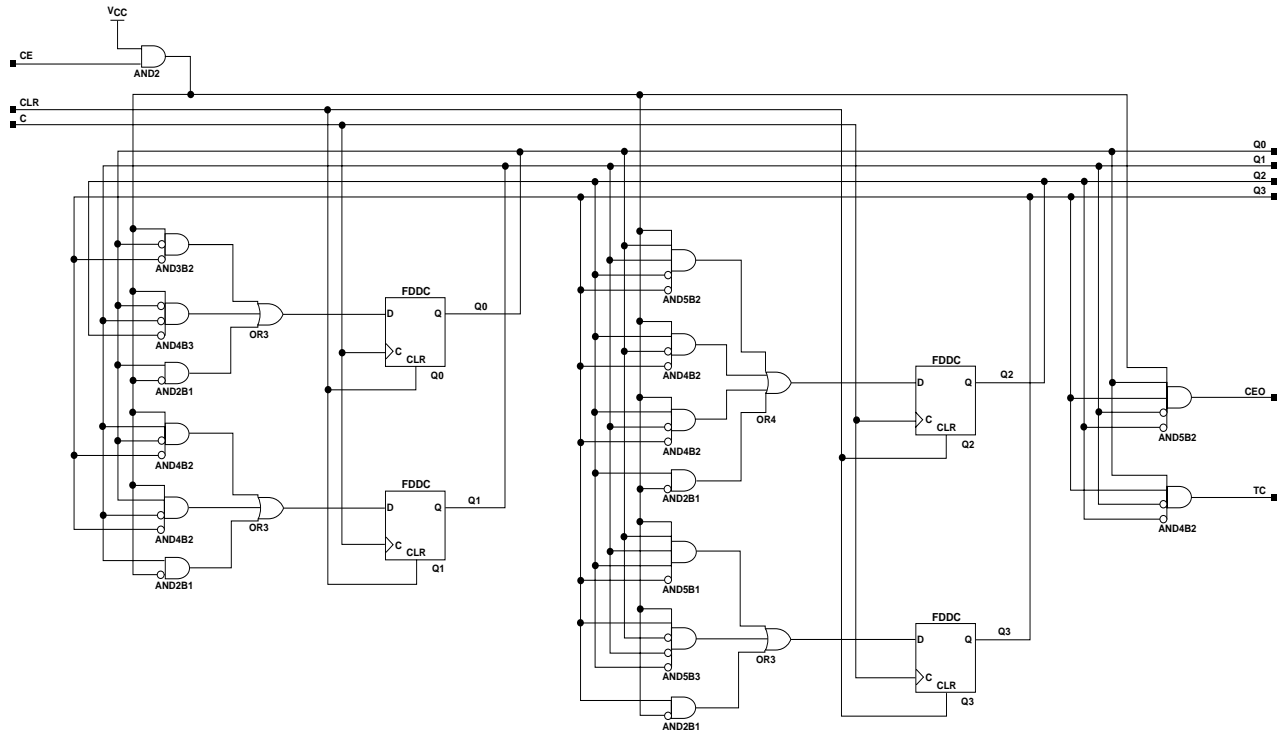 VCC
CE
AND2
CLR
C
Q0
Q1
Q2
Q3
AND3B2
AND4B3
OR3
AND2B1
FDDC
D
Q
C
CLR
Q0
Q0
AND4B2
AND4B2
OR3
AND2B1
FDDC
D
Q
C
CLR
Q1
Q1
AND5B2
AND4B2
AND4B2
OR4
AND2B1
FDDC
D
Q
C
CLR
Q2
Q2
AND5B1
AND5B3
OR3
AND2B1
FDDC
D
Q
C
CLR
Q3
Q3
CEO
AND5B2
TC
AND4B2